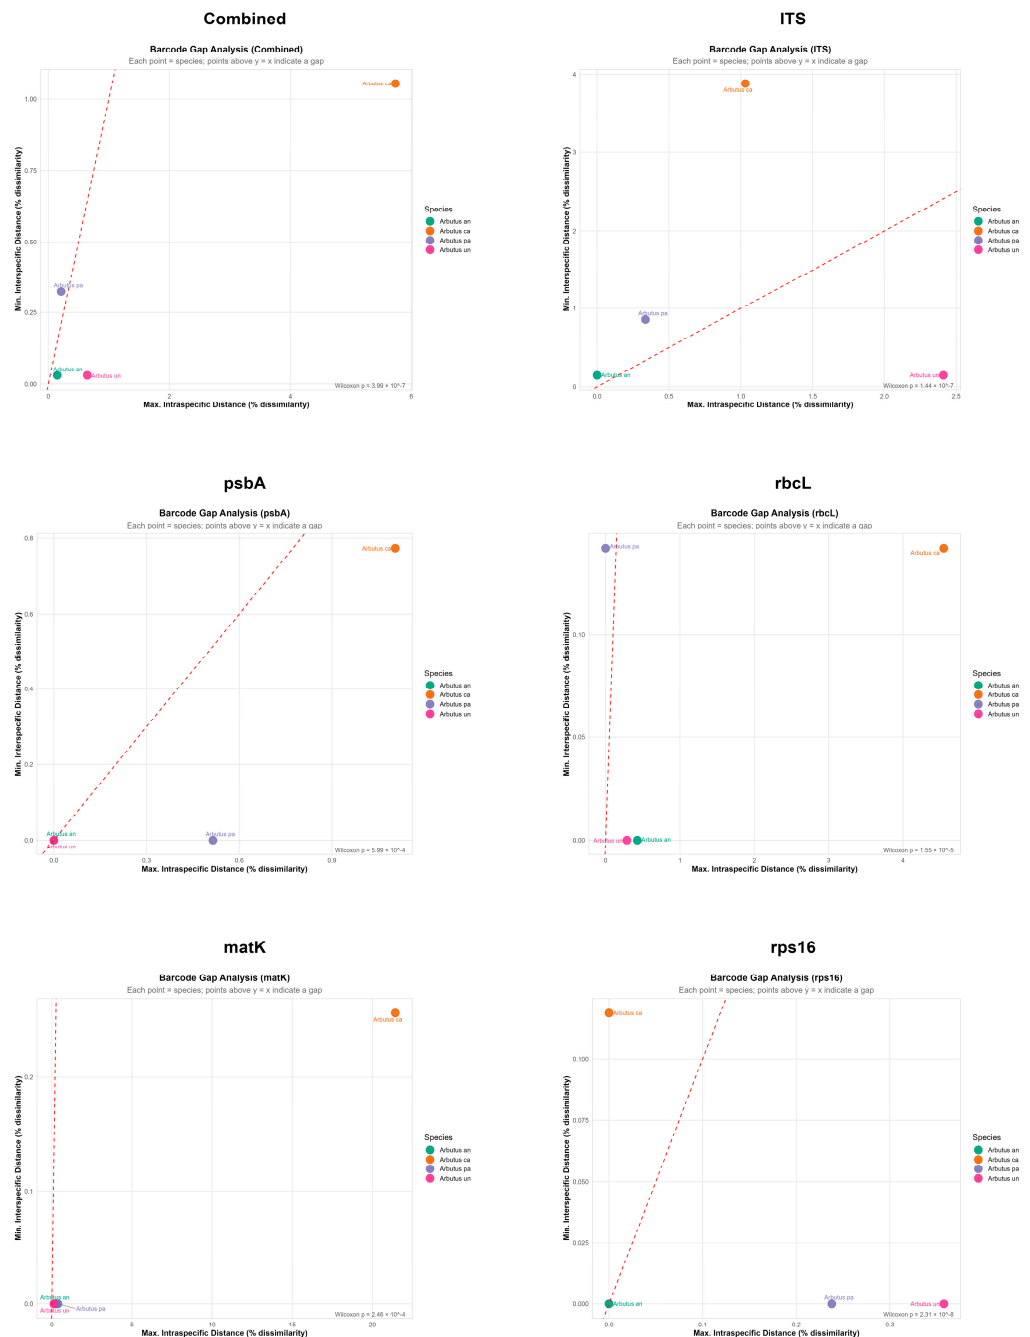 Combined
Barcode Gap Analysis (Combined)
Each point = species; points above y = x indicate a gap
Min. Interspecific Distance (% dissimilarity)
1.00
0.75
0.50
0.25
0.00
Arbutus ca
Arbutus pa
Arbutus an
Arbutus un
Wilcoxon p = 3.99 × 10^-7
0
2
4
6
Max. Intraspecific Distance (% dissimilarity)
Species
Arbutus an
Arbutus ca
Arbutus pa
Arbutus un
ITS
Barcode Gap Analysis (ITS)
Each point = species; points above y = x indicate a gap
Min. Interspecific Distance (% dissimilarity)
4
3
2
1
0
Arbutus ca
Arbutus pa
Arbutus an
Arbutus un
Wilcoxon p = 1.44 × 10^-7
0.0
0.5
1.0
1.5
2.0
2.5
Max. Intraspecific Distance (% dissimilarity)
Species
Arbutus an
Arbutus ca
Arbutus pa
Arbutus un
psbA
Barcode Gap Analysis (psbA)
Each point = species; points above y = x indicate a gap
Min. Interspecific Distance (% dissimilarity)
0.8
0.6
0.4
0.2
0.0
Arbutus ca
Arbutus an
Arbutus un
Arbutus pa
Wilcoxon p = 5.99 × 10^-4
0.0
0.3
0.6
0.9
Max. Intraspecific Distance (% dissimilarity)
Species
Arbutus an
Arbutus ca
Arbutus pa
Arbutus un
rbcL
Barcode Gap Analysis (rbcL)
Each point = species; points above y = x indicate a gap
Min. Interspecific Distance (% dissimilarity)
0.10
0.05
0.00
Arbutus pa
Arbutus ca
Arbutus un
Arbutus an
Wilcoxon p = 1.55 × 10^-5
0
1
2
3
4
Max. Intraspecific Distance (% dissimilarity)
Species
Arbutus an
Arbutus ca
Arbutus pa
Arbutus un
matK
Barcode Gap Analysis (matK)
Each point = species; points above y = x indicate a gap
Min. Interspecific Distance (% dissimilarity)
0.2
0.1
0.0
Arbutus ca
Arbutus an
Arbutus un
Arbutus pa
Wilcoxon p = 2.46 × 10^-4
0
6
16
20
Max. Intraspecific Distance (% dissimilarity)
Species
Arbutus an
Arbutus ca
Arbutus pa
Arbutus un
rps16
Barcode Gap Analysis (rps16)
Each point = species; points above y = x indicate a gap
Min. Interspecific Distance (% dissimilarity)
0.100
0.075
0.050
0.025
0.000
Arbutus ca
Arbutus an
Arbutus pa
Arbutus un
Wilcoxon p = 2.31 × 10^-8
0.0
0.1
0.2
0.3
Max. Intraspecific Distance (% dissimilarity)
Species
Arbutus an
Arbutus ca
Arbutus pa
Arbutus un